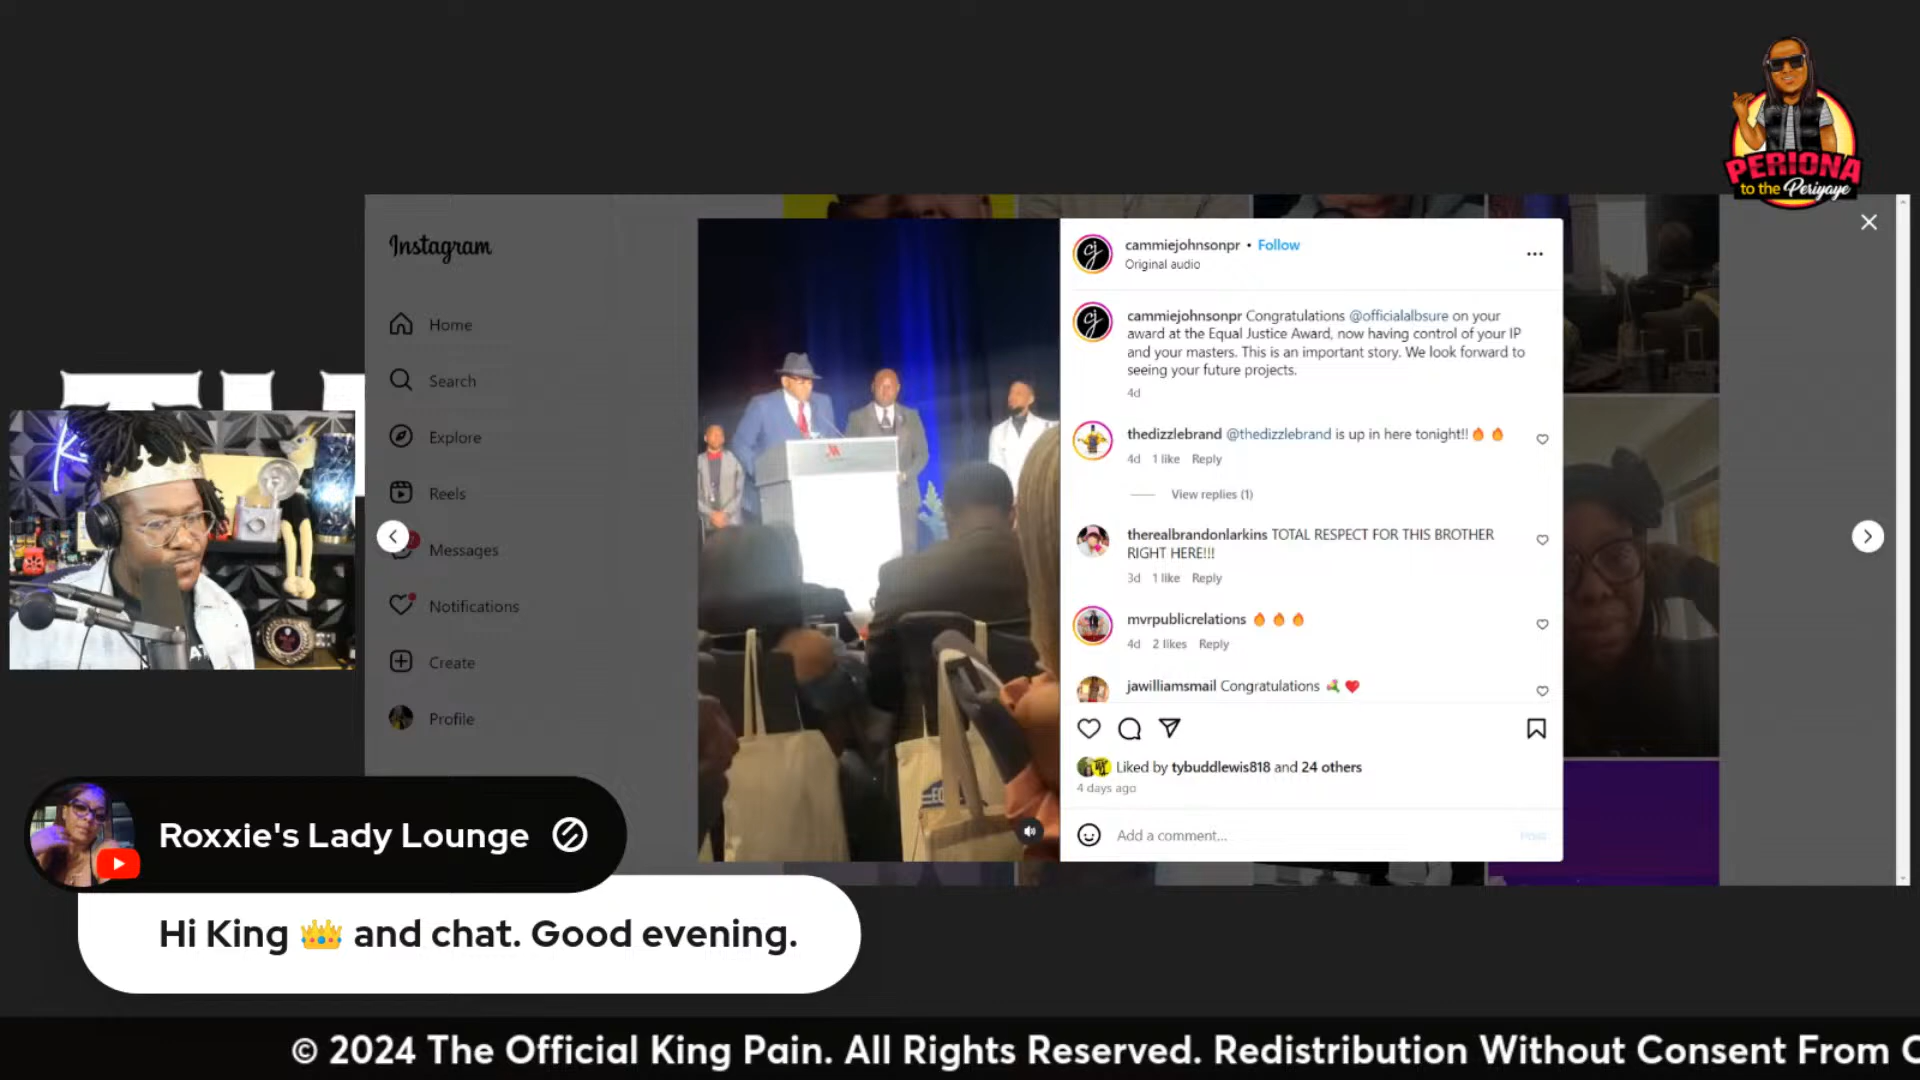 PERIONA
to the Periyaye
Instagram
Home
Search
Explore
Reels
Messages
Notifications
Create
Profile
cammiejohnsonpr • Follow
Original audio
cammiejohnsonpr Congratulations @officialalbsure on your
award at the Equal Justice Award, now having control of your IP
and your masters. This is an important story. We look forward to
seeing your future projects.
4d
thedizzlebrand @thedizzlebrand is up in here tonight!!🔥 🔥
4d 1 like Reply
View replies (1)
therealbrandonlarkins TOTAL RESPECT FOR THIS BROTHER
RIGHT HERE!!!
3d 1 like Reply
mvrpublicrelations 🔥 🔥 🔥
4d 2 likes Reply
jawilliamsmail Congratulations 💐 ❤️
Liked by tybuddlewis818 and 24 others
4 days ago
Add a comment...
Post
Roxxie's Lady Lounge
Hi King 👑 and chat. Good evening.
© 2024 The Official King Pain. All Rights Reserved. Redistribution Without Consent From